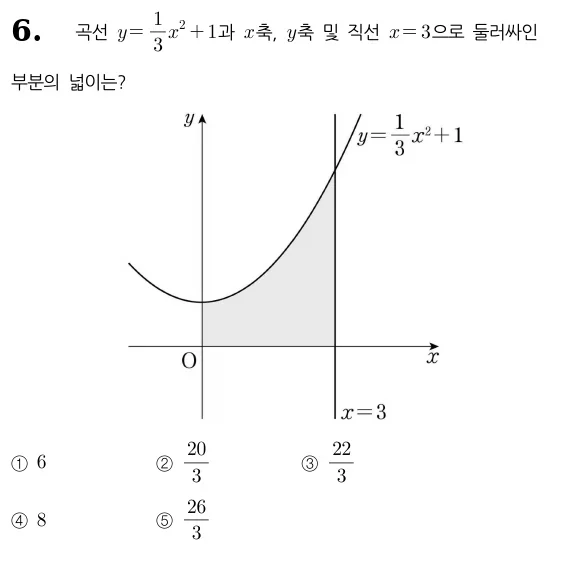 6. 곡선 y=1/3x²+1과 x축, y축 및 직선 x=3으로 둘러싸인
부분의 넓이는?
y
y=1/3x²+1
O
x
x=3
① 6 ② 20/3 ③ 22/3
④ 8 ⑤ 26/3